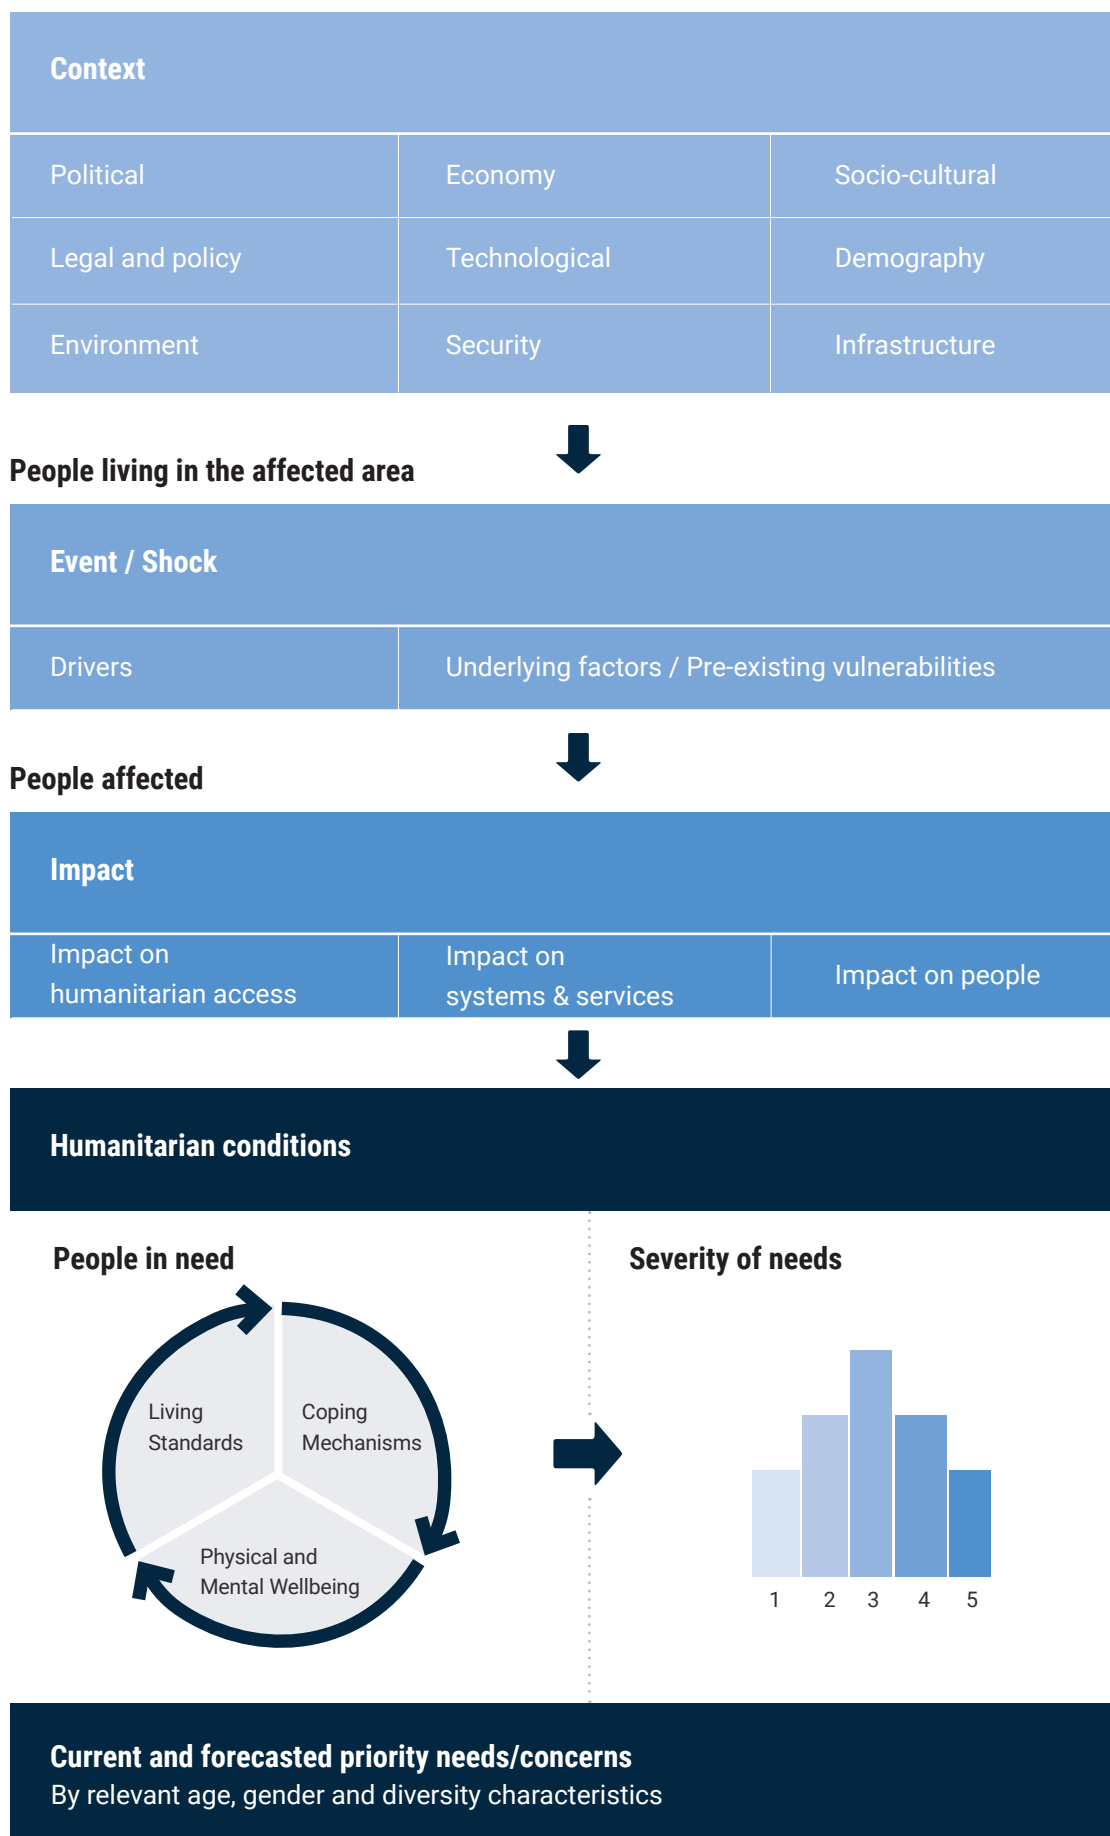 Context
Political
Economy
Socio-cultural
Legal and policy
Technological
Demography
Environment
Security
Infrastructure
People living in the affected area
Event / Shock
Drivers
Underlying factors / Pre-existing vulnerabilities
People affected
Impact
Impact on
humanitarian access
Impact on
systems & services
Impact on people
Humanitarian conditions
People in need
Living
Standards
Coping
Mechanisms
Physical and
Mental Wellbeing
Severity of needs
1 2 3 4 5
Current and forecasted priority needs/concerns
By relevant age, gender and diversity characteristics